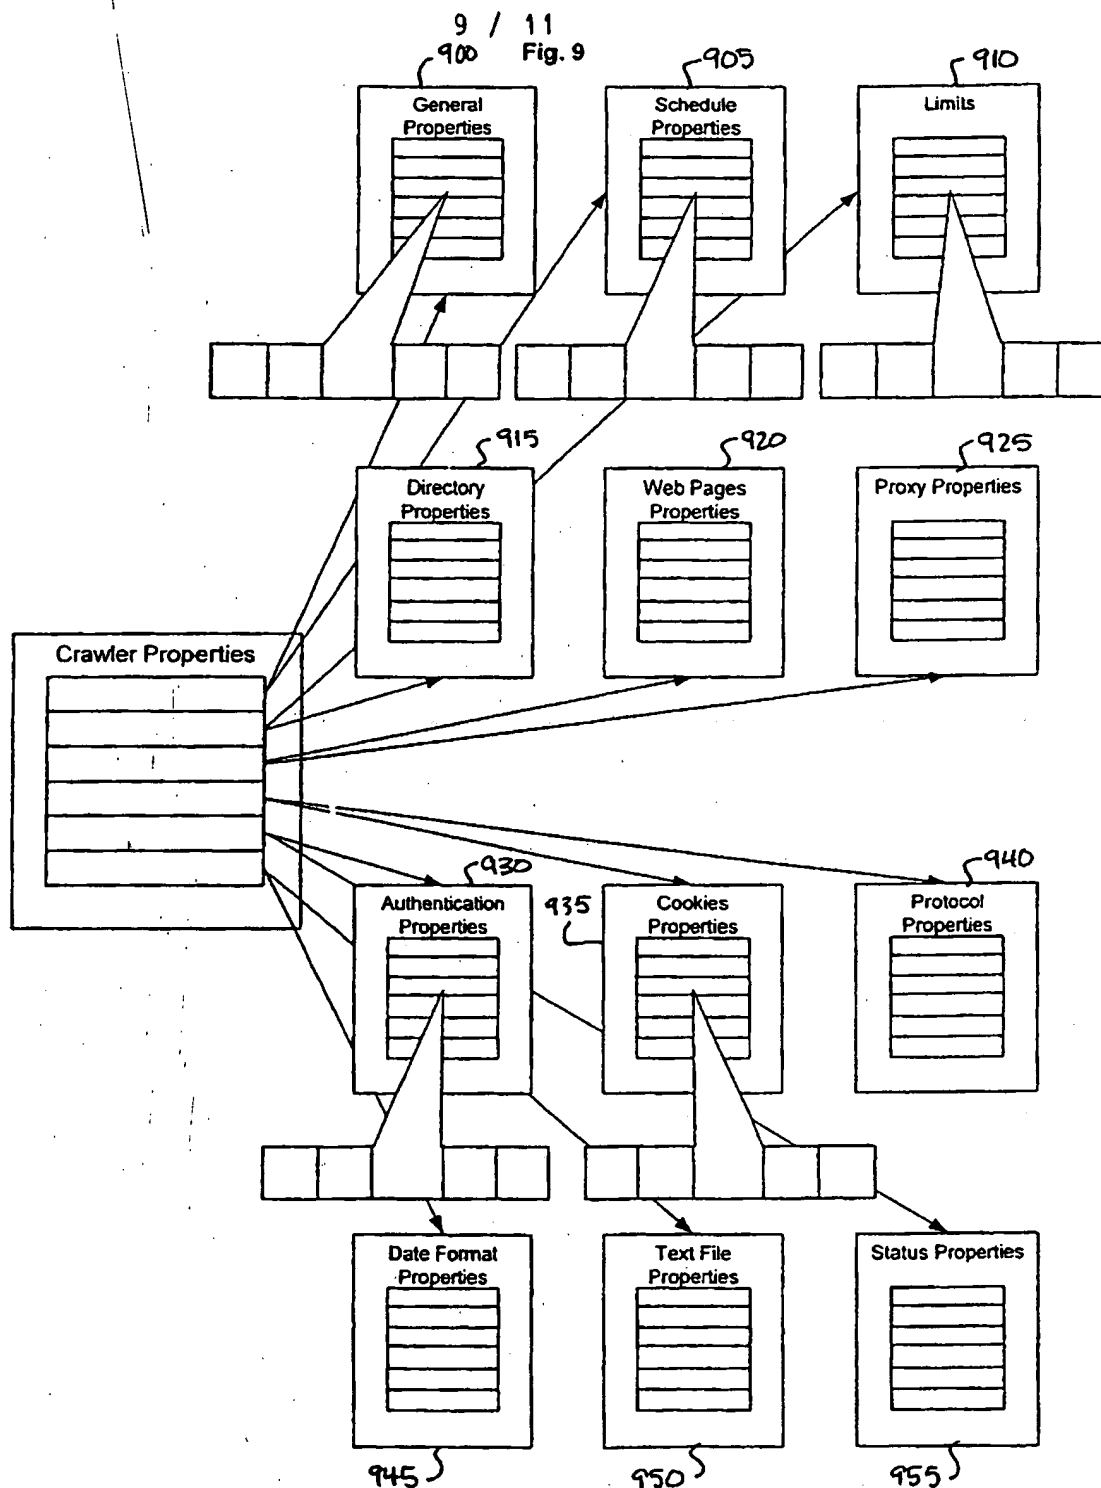 9 / 11
Fig. 9
900
905
910
General
Properties
Schedule
Properties
Limits
915
920
925
Directory
Properties
Web Pages
Properties
Proxy Properties
Crawler Properties
930
935
940
Authentication
Properties
Cookies
Properties
Protocol
Properties
Date Format
Properties
Text File
Properties
Status Properties
945
950
955